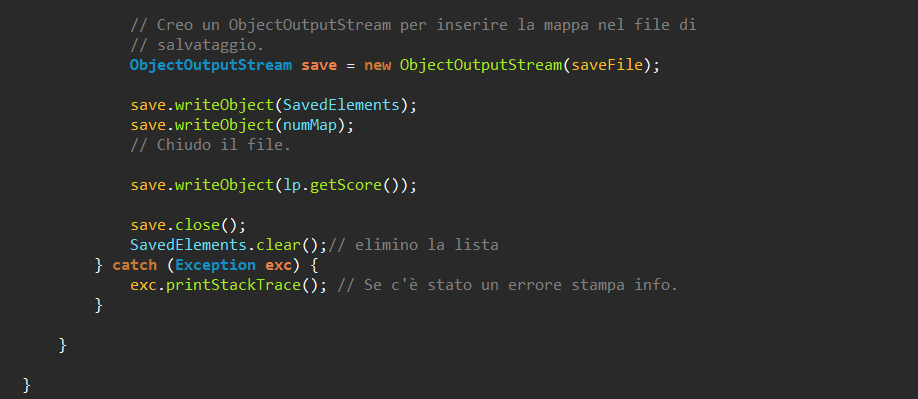 // Creo un ObjectOutputStream per inserire la mappa nel file di
// salvataggio.
ObjectOutputStream save = new ObjectOutputStream(saveFile);
save.writeObject(SavedElements);
save.writeObject(numMap);
// Chiudo il file.
save.writeObject(lp.getScore());
save.close();
SavedElements.clear();// elimino la lista
} catch (Exception exc) {
exc.printStackTrace(); // Se c'è stato un errore stampa info.
}
}
}